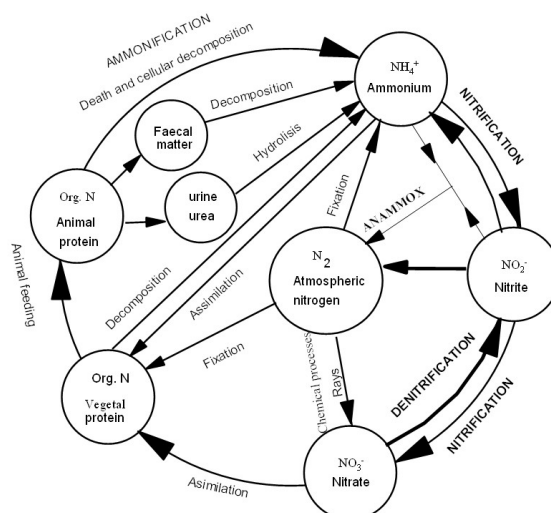 AMMONIFICATION
Death and cellular decomposition
NH₄⁺
Ammonium
Decomposition
Faecal
matter
Hydrolisis
NITRIFICATION
urine
urea
Org. N
Animal
protein
Fixation
ANAMMOX
N₂
Atmospheric
nitrogen
NO₂⁻
Nitrite
Animal feeding
Decomposition
Assimilation
Fixation
Chemical processes
Rays
DENITRIFICATION
NITRIFICATION
Org. N
Vegetal
protein
NO₃⁻
Nitrate
Asimilation